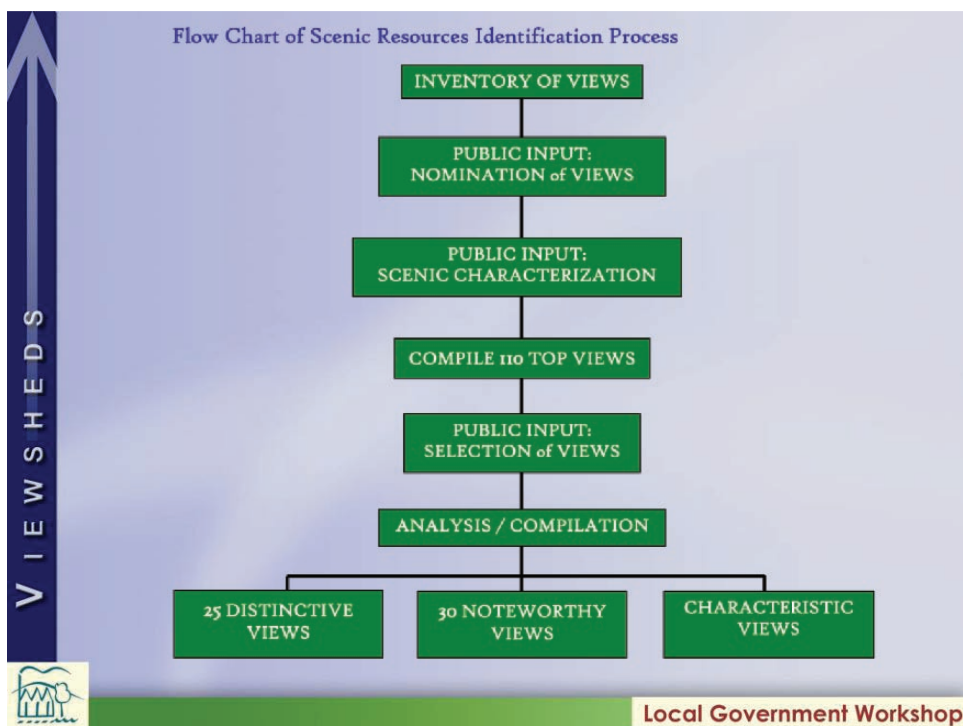 Flow Chart of Scenic Resources Identification Process
INVENTORY OF VIEWS
PUBLIC INPUT:
NOMINATION of VIEWS
PUBLIC INPUT:
SCENIC CHARACTERIZATION
COMPILE 110 TOP VIEWS
PUBLIC INPUT:
SELECTION of VIEWS
ANALYSIS / COMPILATION
25 DISTINCTIVE
VIEWS
30 NOTEWORTHY
VIEWS
CHARACTERISTIC
VIEWS
VIEWSHEDS
Local Government Workshop